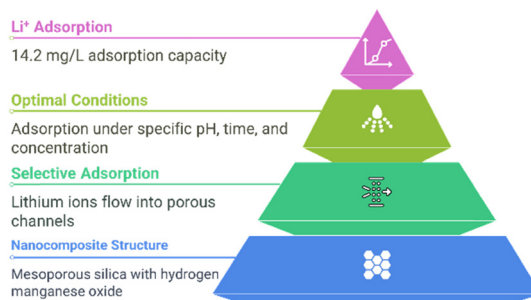 Li⁺ Adsorption
14.2 mg/L adsorption capacity
Optimal Conditions
Adsorption under specific pH, time, and
concentration
Selective Adsorption
Lithium ions flow into porous
channels
Nanocomposite Structure
Mesoporous silica with hydrogen
manganese oxide